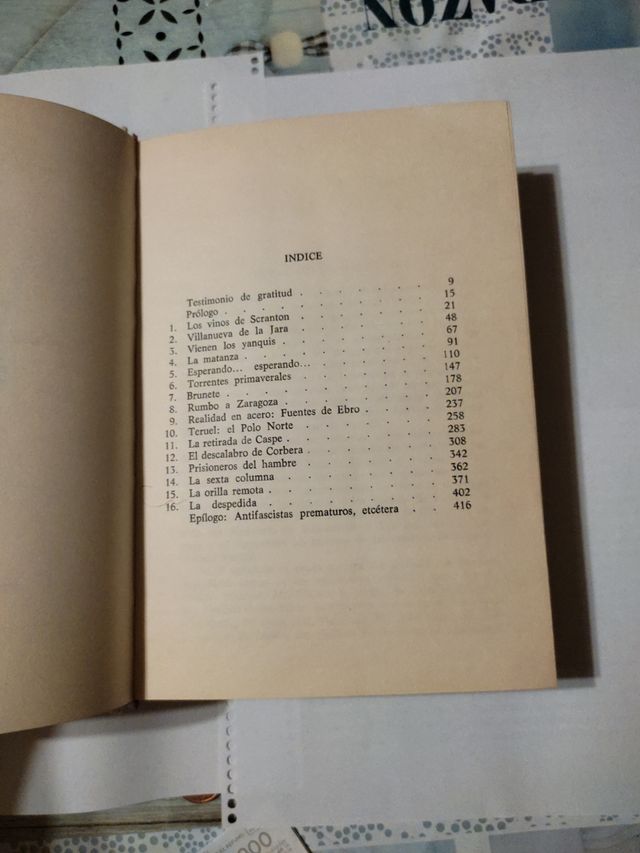 INDICE
Testimonio de gratitud . . . . . . 9
Prólogo . . . . . . . . . 15
1. Los vinos de Scranton . . . . . . 21
2. Villanueva de la Jara . . . . . . 48
3. Vienen los yanquis . . . . . . . 67
4. La matanza . . . . . . . . 91
5. Esperando... esperando... . . . . . 110
6. Torrentes primaverales . . . . . . 147
7. Brunete . . . . . . . . . 178
8. Rumbo a Zaragoza . . . . . . . 207
9. Realidad en acero: Fuentes de Ebro . . . . 237
10. Teruel: el Polo Norte . . . . . . 258
11. La retirada de Caspe . . . . . . 283
12. El descalabro de Corbera . . . . . 308
13. Prisioneros del hambre . . . . . . 342
14. La sexta columna . . . . . . . 362
15. La orilla remota . . . . . . . 371
16. La despedida . . . . . . . . 402
Epílogo: Antifascistas prematuros, etcétera . . 416
000